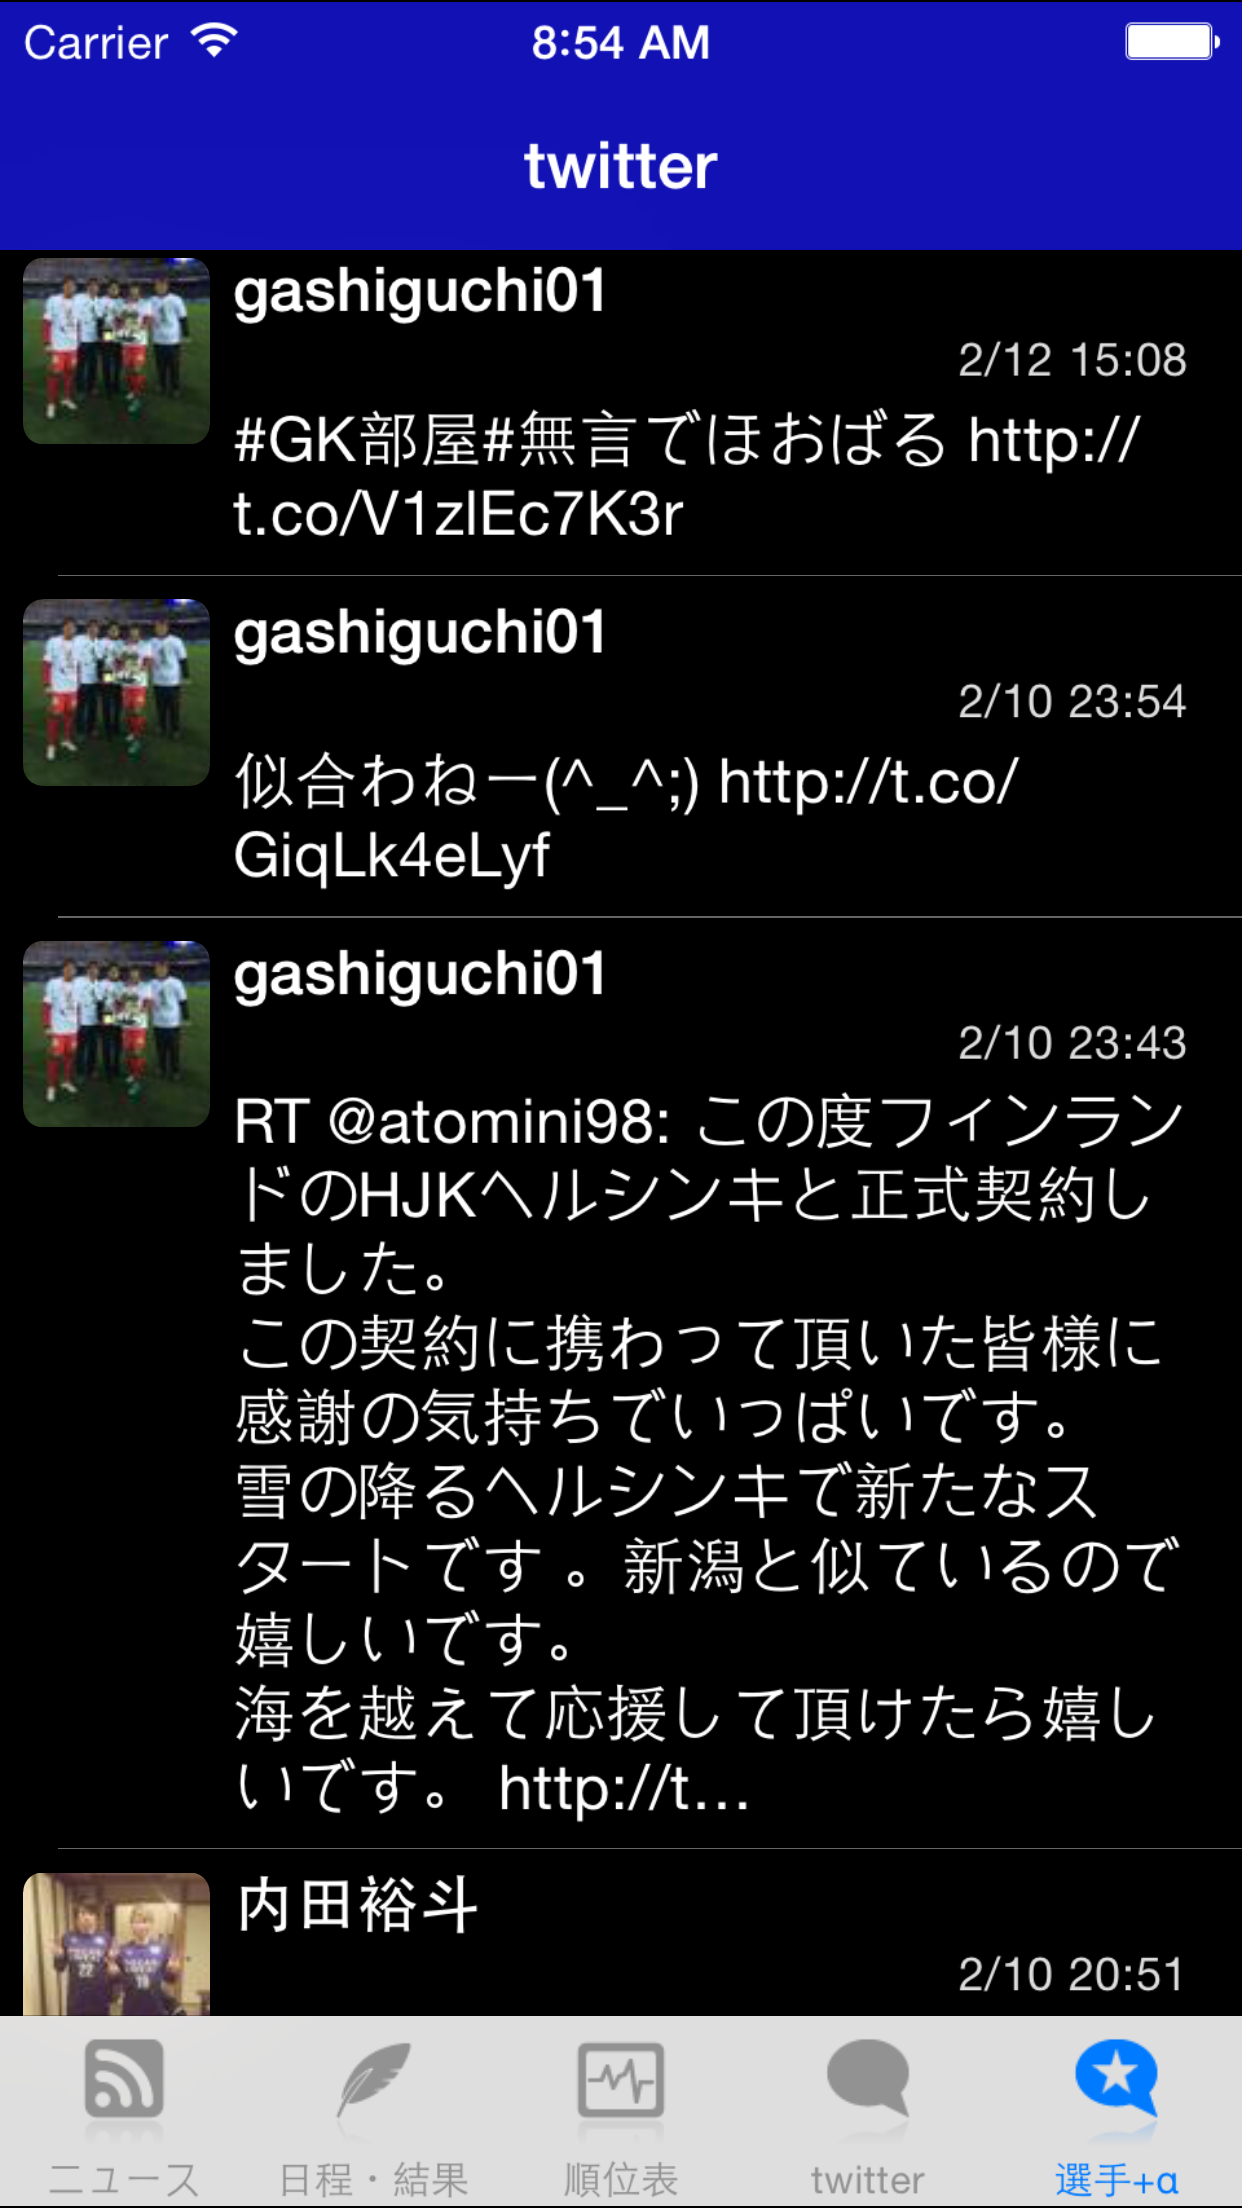 Carrier 8:54 AM
twitter
gashiguchi01
2/12 15:08
#GK部屋#無言でほおばる http://
t.co/V1zlEc7K3r
gashiguchi01
2/10 23:54
似合わねー(^_^;) http://t.co/
GiqLk4eLyf
gashiguchi01
2/10 23:43
RT @atomini98: この度フィンラン
ドのHJKヘルシンキと正式契約し
ました。
この契約に携わって頂いた皆様に
感謝の気持ちでいっぱいです。
雪の降るヘルシンキで新たなス
タートです 。新潟と似ているので
嬉しいです。
海を越えて応援して頂けたら嬉し
いです。 http://t…
内田裕斗
2/10 20:51
22 19
ニュース 日程・結果 順位表 twitter 選手+α